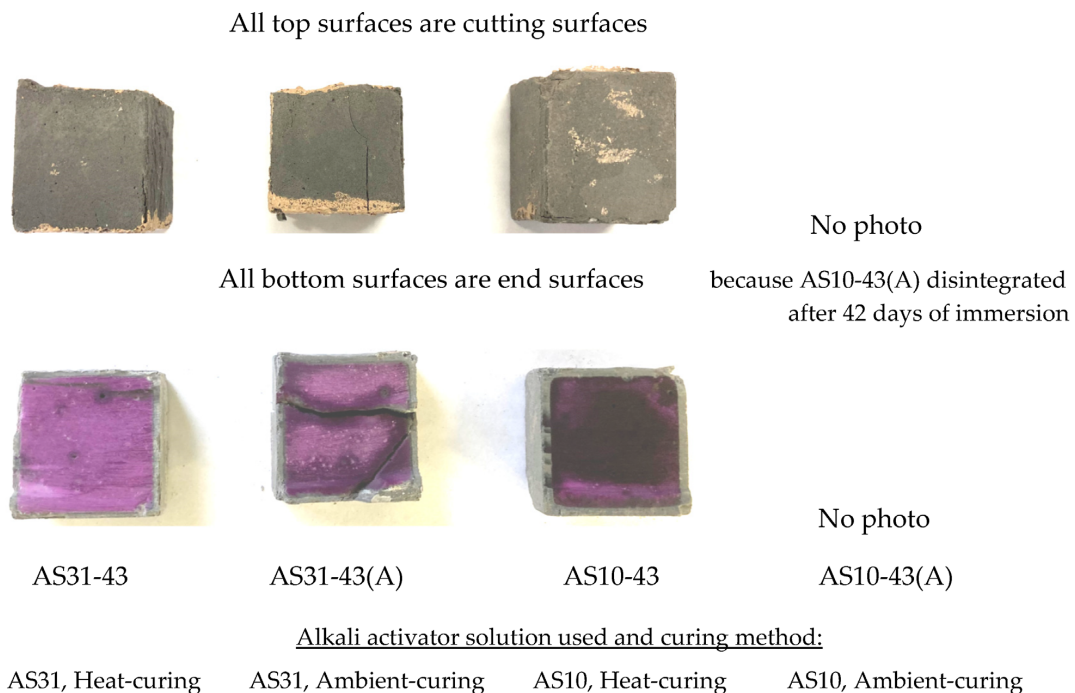 All top surfaces are cutting surfaces
No photo
All bottom surfaces are end surfaces
because AS10-43(A) disintegrated
after 42 days of immersion
No photo
AS31-43
AS31-43(A)
AS10-43
AS10-43(A)
Alkali activator solution used and curing method:
AS31, Heat-curing
AS31, Ambient-curing
AS10, Heat-curing
AS10, Ambient-curing